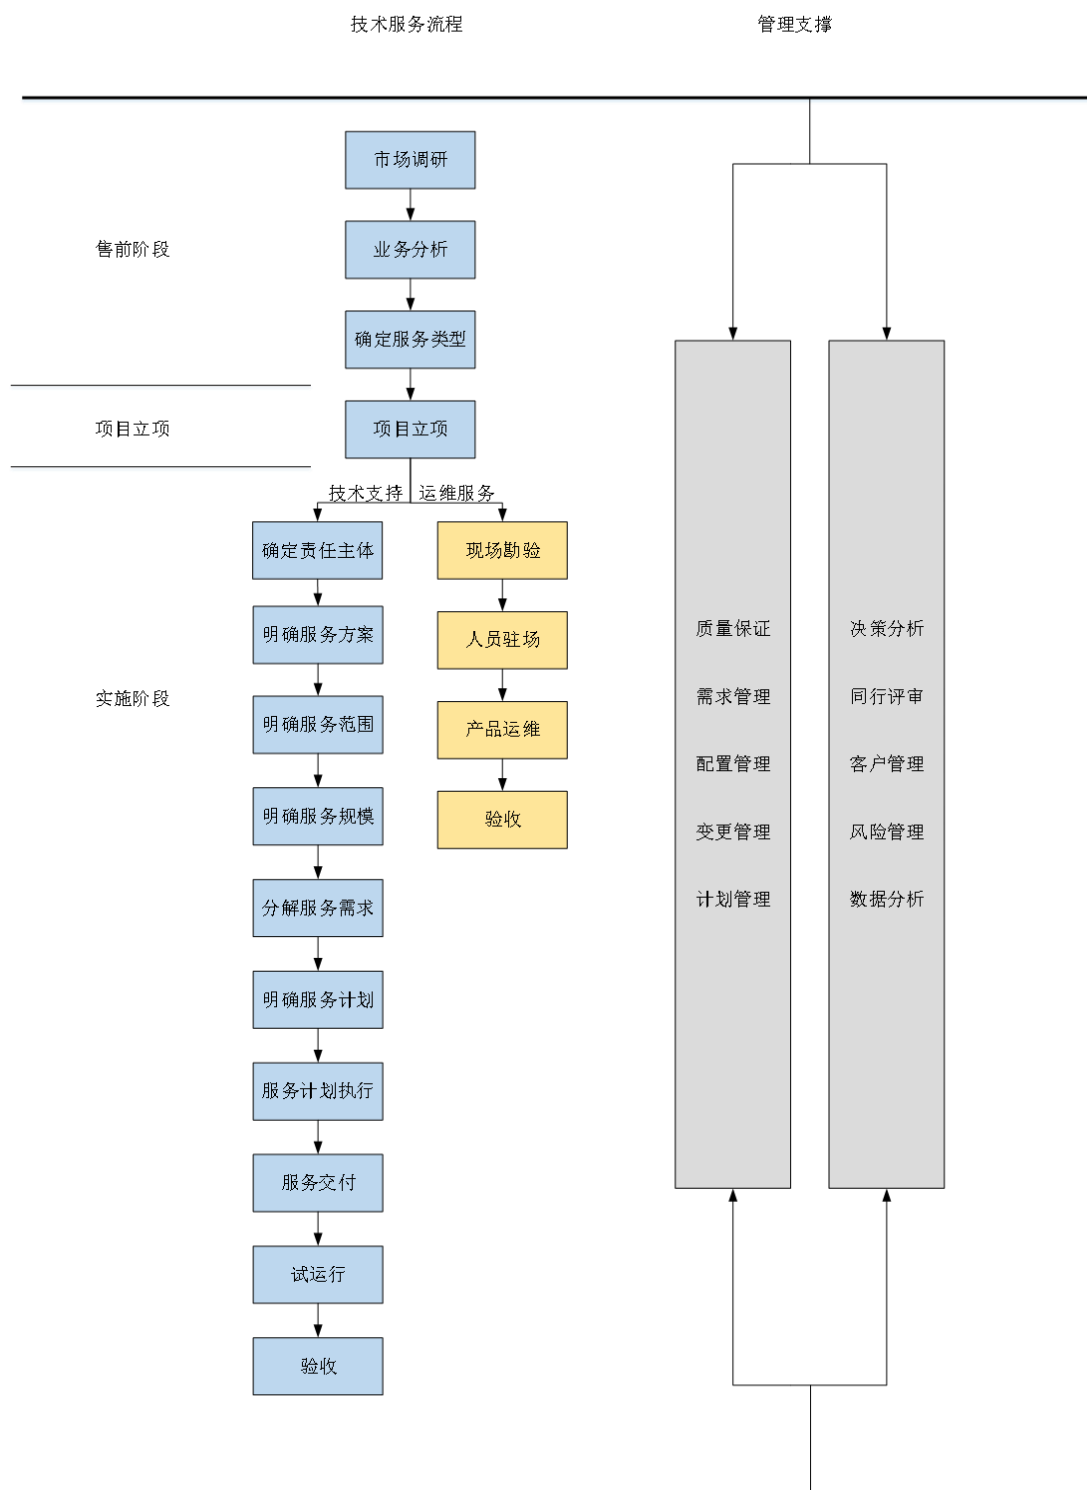 技术服务流程
管理支撑
市场调研
售前阶段
业务分析
确定服务类型
项目立项
项目立项
技术支持
运维服务
确定责任主体
现场勘验
明确服务方案
人员驻场
实施阶段
明确服务范围
产品运维
明确服务规模
验收
分解服务需求
明确服务计划
服务计划执行
服务交付
试运行
验收
质量保证
需求管理
配置管理
变更管理
计划管理
决策分析
同行评审
客户管理
风险管理
数据分析